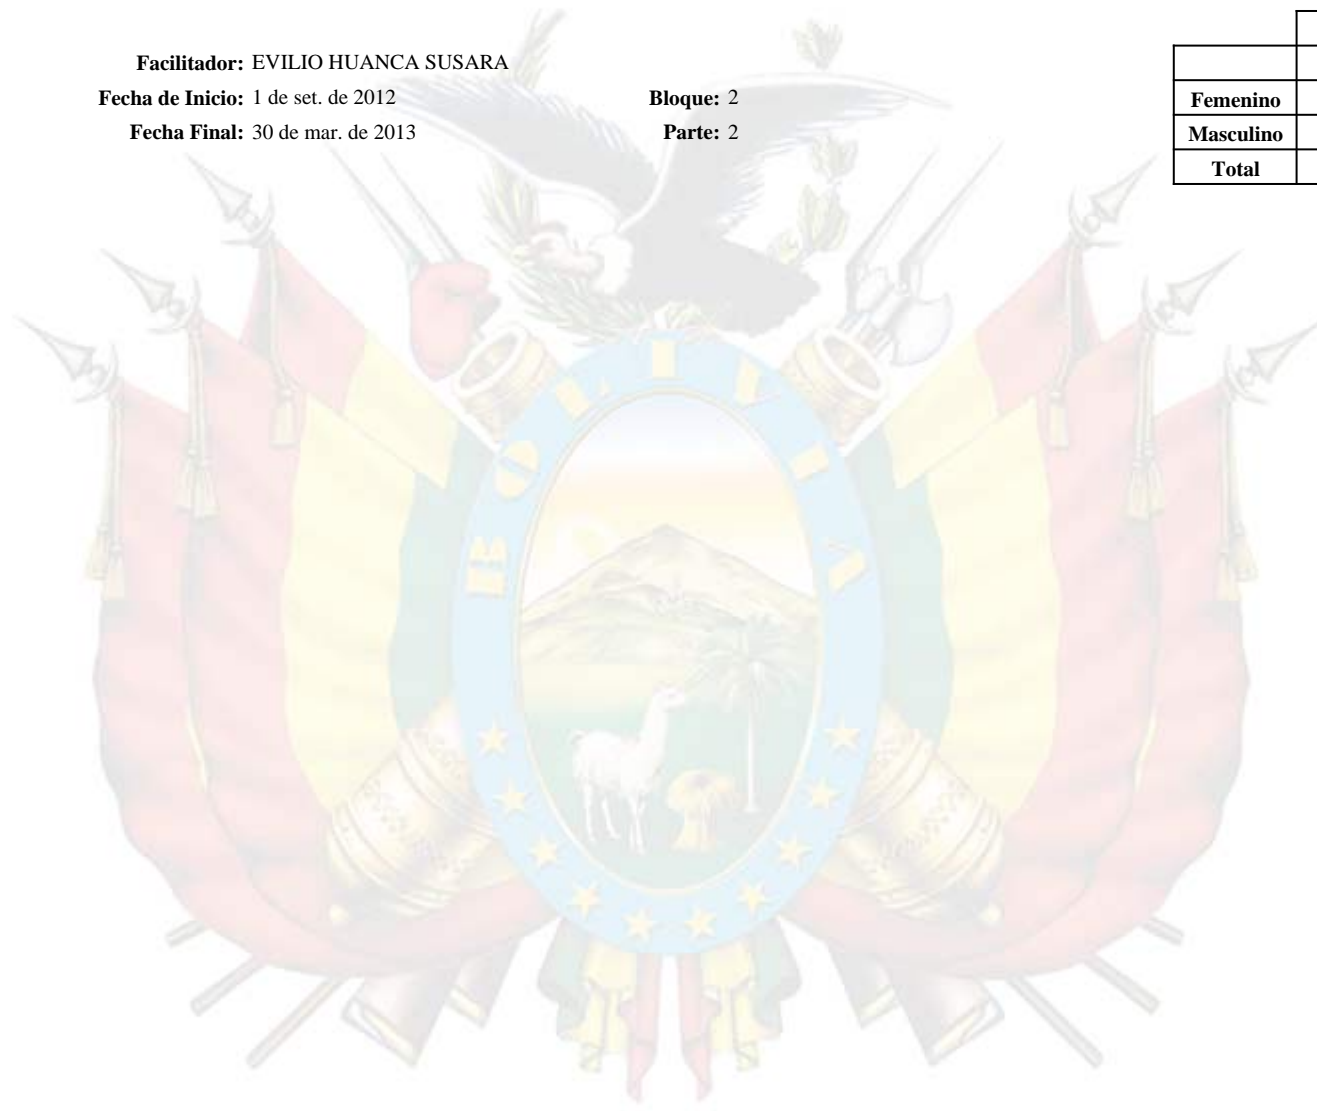 Facilitador: EVILIO HUANCA SUSARA
Fecha de Inicio: 1 de set. de 2012 Bloque: 2
Fecha Final: 30 de mar. de 2013 Parte: 2
Femenino
Masculino
Total
BOLIVIA